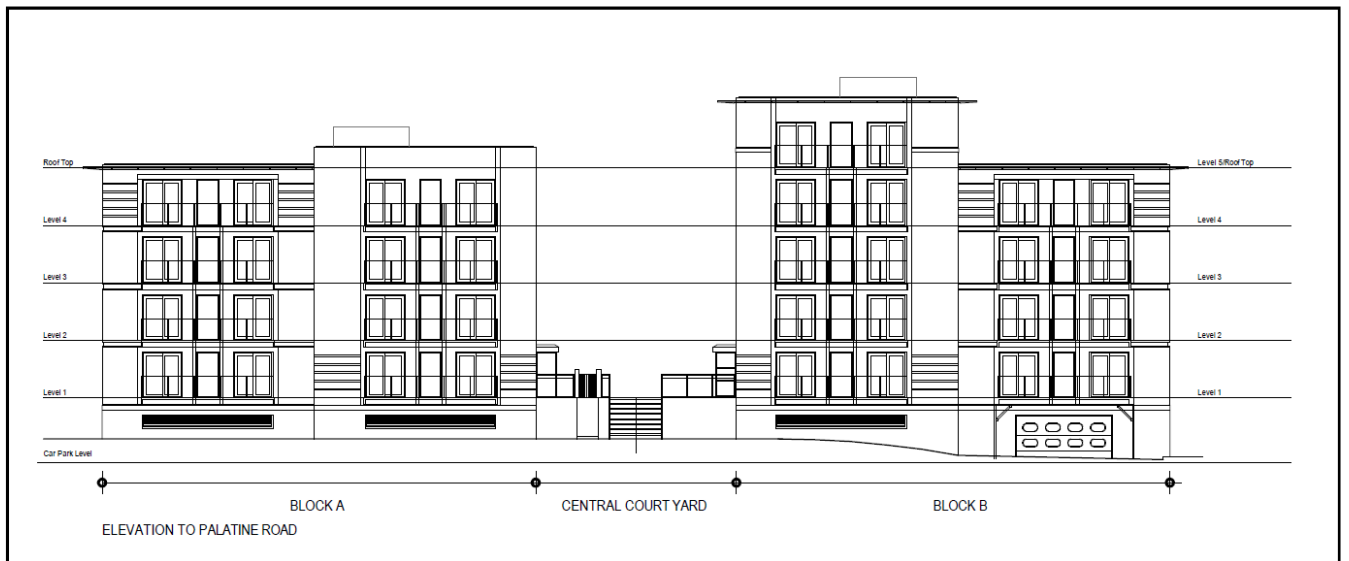 Roof Top
Level 5/Roof Top
Level 4
Level 4
Level 3
Level 3
Level 2
Level 2
Level 1
Level 1
Car Park Level
BLOCK A
CENTRAL COURT YARD
BLOCK B
ELEVATION TO PALATINE ROAD